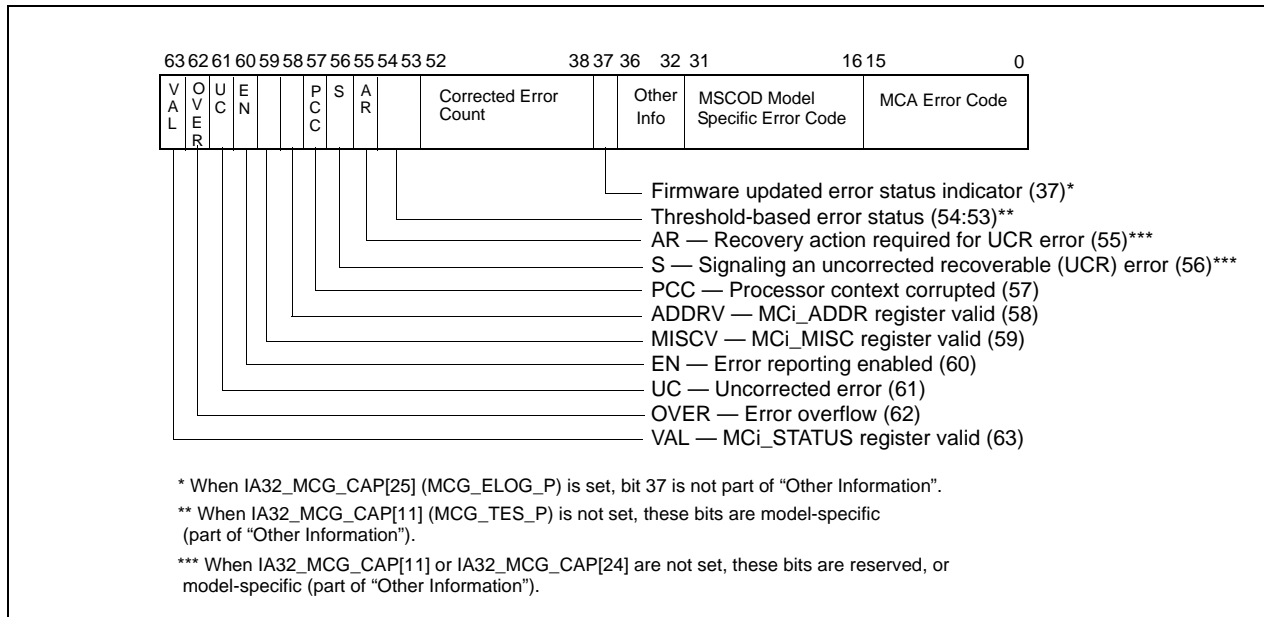 63 62 61 60 59 58 57 56 55 54 53 52 38 37 36 32 31 16 15 0
VAL
OVER
UC
EN
PCC
S
AR
Corrected Error
Count
Other
Info
MSCOD Model
Specific Error Code
MCA Error Code
Firmware updated error status indicator (37)*
Threshold-based error status (54:53)**
AR — Recovery action required for UCR error (55)***
S — Signaling an uncorrected recoverable (UCR) error (56)***
PCC — Processor context corrupted (57)
ADDRV — MCi_ADDR register valid (58)
MISCV — MCi_MISC register valid (59)
EN — Error reporting enabled (60)
UC — Uncorrected error (61)
OVER — Error overflow (62)
VAL — MCi_STATUS register valid (63)
* When IA32_MCG_CAP[25] (MCG_ELOG_P) is set, bit 37 is not part of “Other Information”.
** When IA32_MCG_CAP[11] (MCG_TES_P) is not set, these bits are model-specific
(part of “Other Information”).
*** When IA32_MCG_CAP[11] or IA32_MCG_CAP[24] are not set, these bits are reserved, or
model-specific (part of “Other Information”).